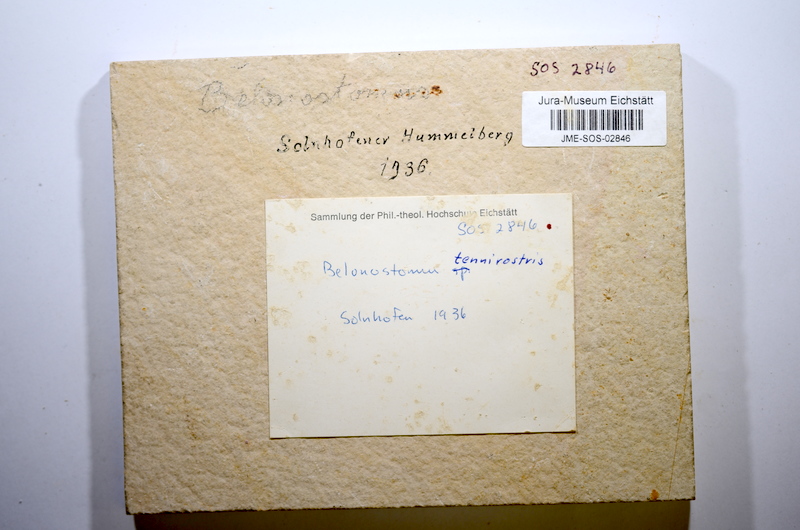 SOS 2846
Jura-Museum Eichstätt
JME-SOS-02846
Belonostomus
Solnhofener Hummelberg
1936
Sammlung der Phil.-theol. Hochschule Eichstätt
SOS 2846
Belonostomus sp. tenuirostris
Solnhofen 1936